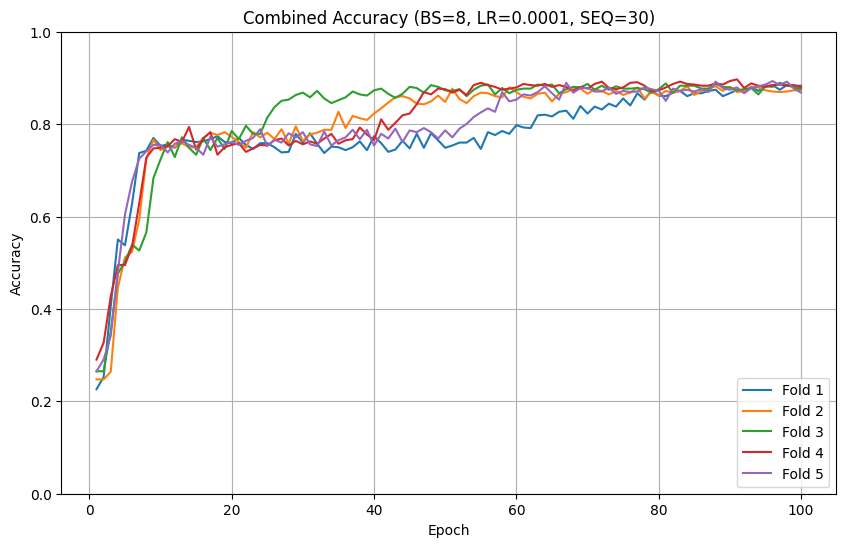 Combined Accuracy (BS=8, LR=0.0001, SEQ=30)
1.0
0.8
0.6
0.4
0.2
0.0
Accuracy
0 20 40 60 80 100
Epoch
Fold 1
Fold 2
Fold 3
Fold 4
Fold 5